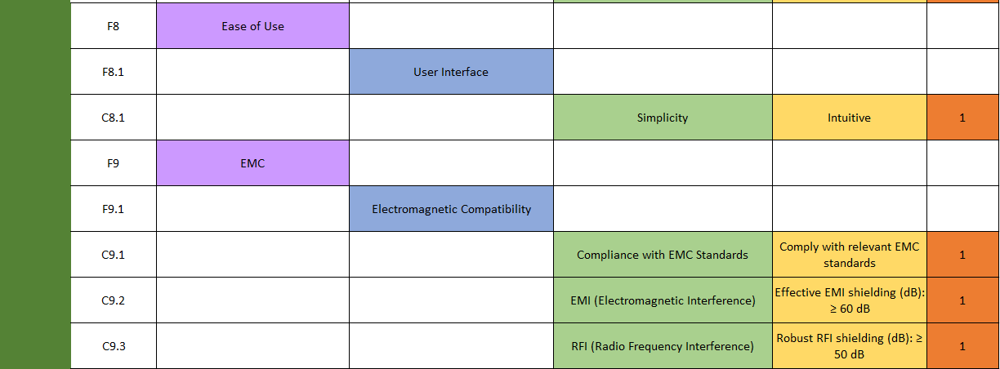 F8
Ease of Use
F8.1
User Interface
C8.1
Simplicity
Intuitive
1
F9
EMC
F9.1
Electromagnetic Compatibility
C9.1
Compliance with EMC Standards
Comply with relevant EMC
standards
1
C9.2
EMI (Electromagnetic Interference)
Effective EMI shielding (dB):
≥ 60 dB
1
C9.3
RFI (Radio Frequency Interference)
Robust RFI shielding (dB): ≥
50 dB
1